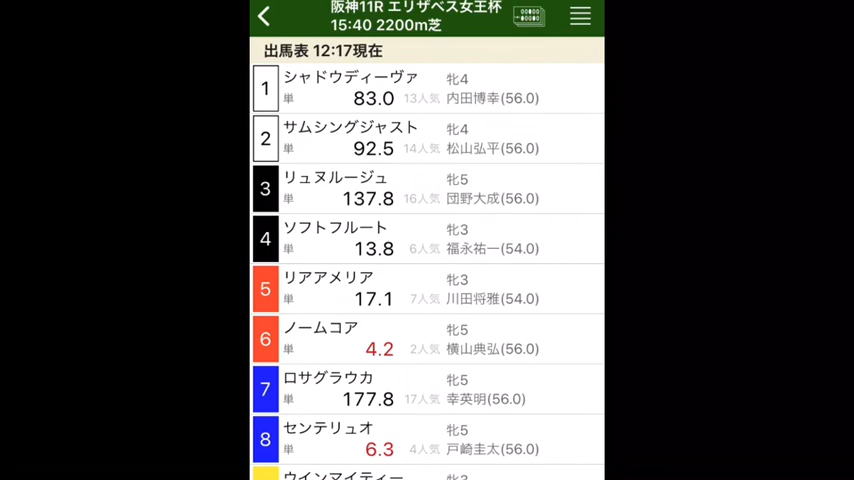 阪神11R エリザベス女王杯
15:40 2200m芝
出馬表 12:17現在
1 シャドウディーヴァ 牝4
単 83.0 13人気 内田博幸(56.0)
2 サムシングジャスト 牝4
単 92.5 14人気 松山弘平(56.0)
3 リュヌルージュ 牝5
単 137.8 16人気 団野大成(56.0)
4 ソフトフルート 牝3
単 13.8 6人気 福永祐一(54.0)
5 リアアメリア 牝3
単 17.1 7人気 川田将雅(54.0)
6 ノームコア 牝5
単 4.2 2人気 横山典弘(56.0)
7 ロサグラウカ 牝5
単 177.8 17人気 幸英明(56.0)
8 センテリュオ 牝5
単 6.3 4人気 戸崎圭太(56.0)
ウインマイティー 牝3